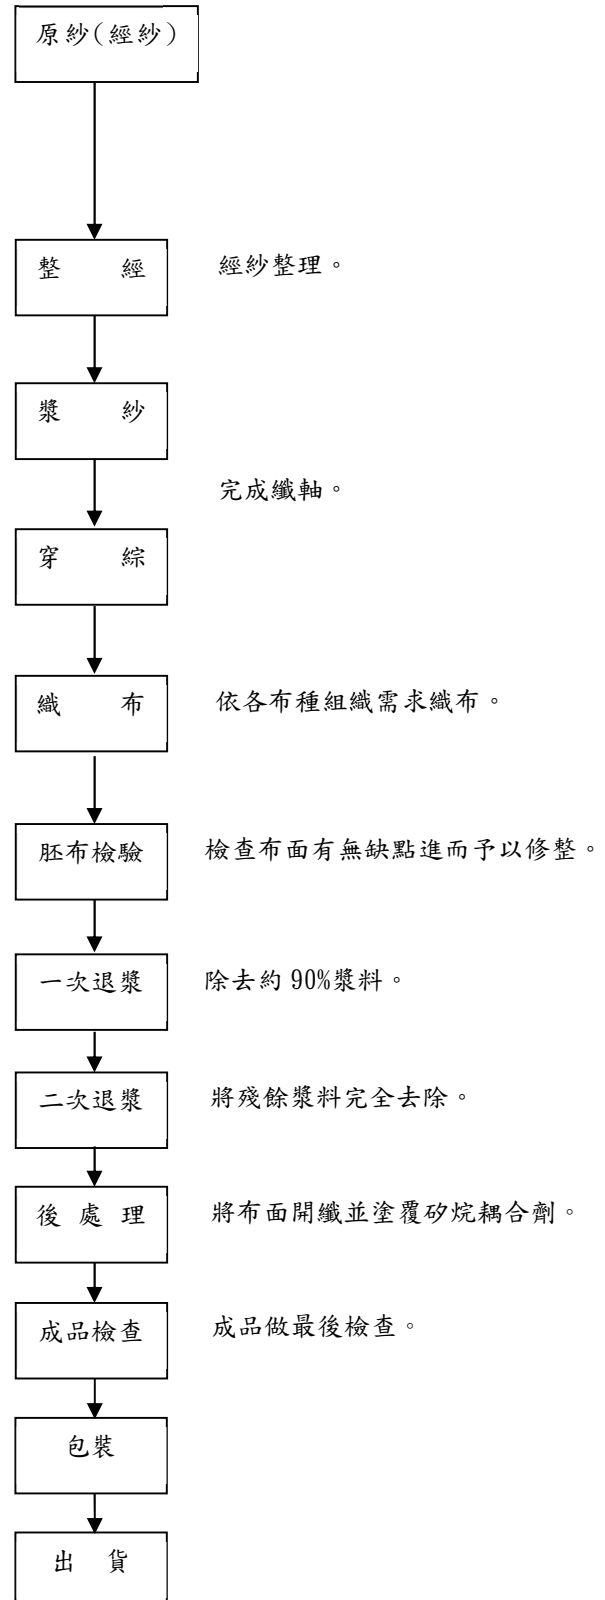 原紗(經紗)
整 經 經紗整理。
漿 紗
完成纖軸。
穿 綜
織 布 依各布種組織需求織布。
胚布檢驗 檢查布面有無缺點進而予以修整。
一次退漿 除去約 90%漿料。
二次退漿 將殘餘漿料完全去除。
後 處 理 將布面開纖並塗覆矽烷耦合劑。
成品檢查 成品做最後檢查。
包裝
出 貨